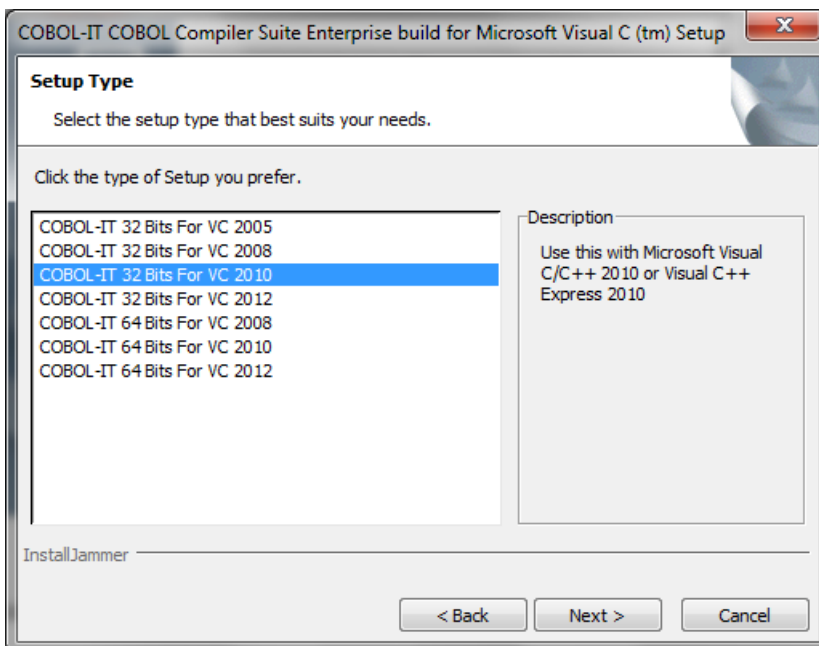 COBOL-IT COBOL Compiler Suite Enterprise build for Microsoft Visual C (tm) Setup
Setup Type
Select the setup type that best suits your needs.
Click the type of Setup you prefer.
COBOL-IT 32 Bits For VC 2005
COBOL-IT 32 Bits For VC 2008
COBOL-IT 32 Bits For VC 2010
COBOL-IT 32 Bits For VC 2012
COBOL-IT 64 Bits For VC 2008
COBOL-IT 64 Bits For VC 2010
COBOL-IT 64 Bits For VC 2012
Description
Use this with Microsoft Visual
C/C++ 2010 or Visual C++
Express 2010
InstallJammer
< Back
Next >
Cancel